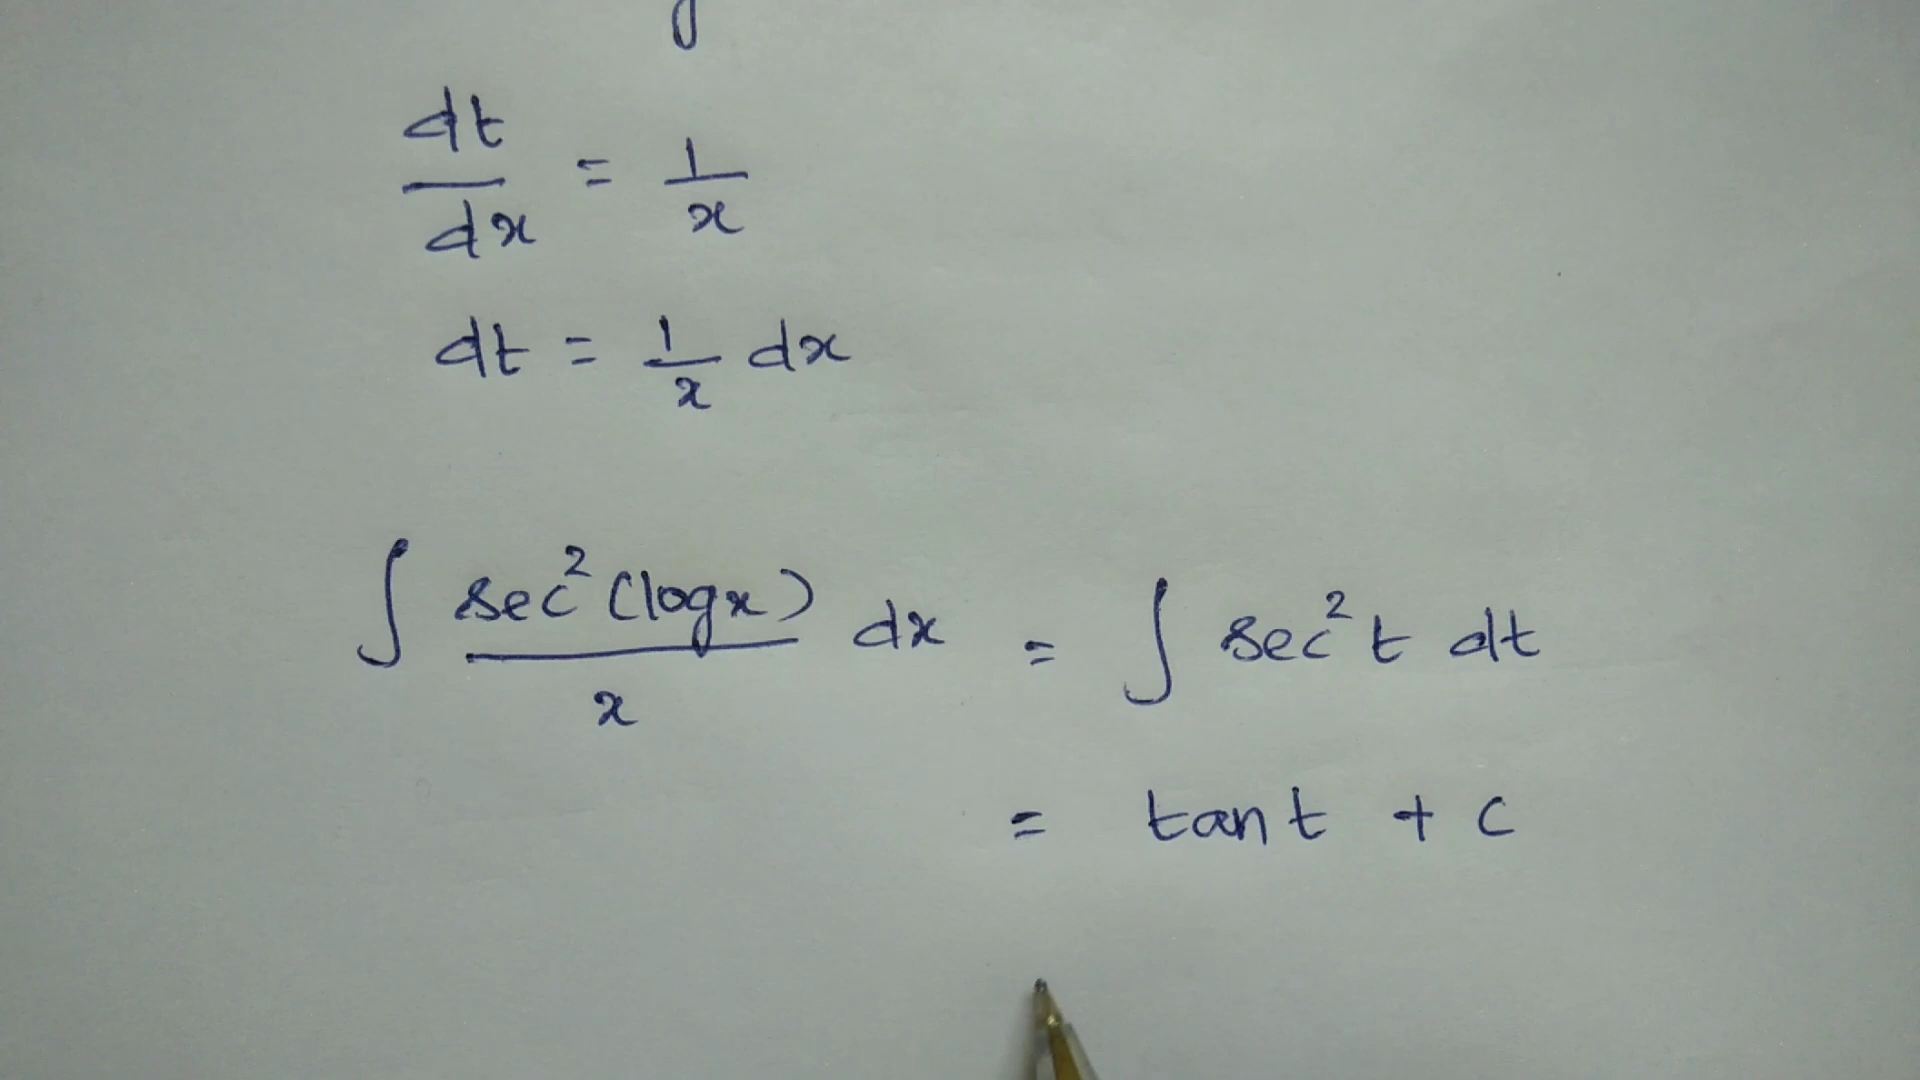 dt/dx = 1/x
dt = 1/x dx
∫ sec²(logx)/x dx = ∫ sec²t dt
= tan t + c